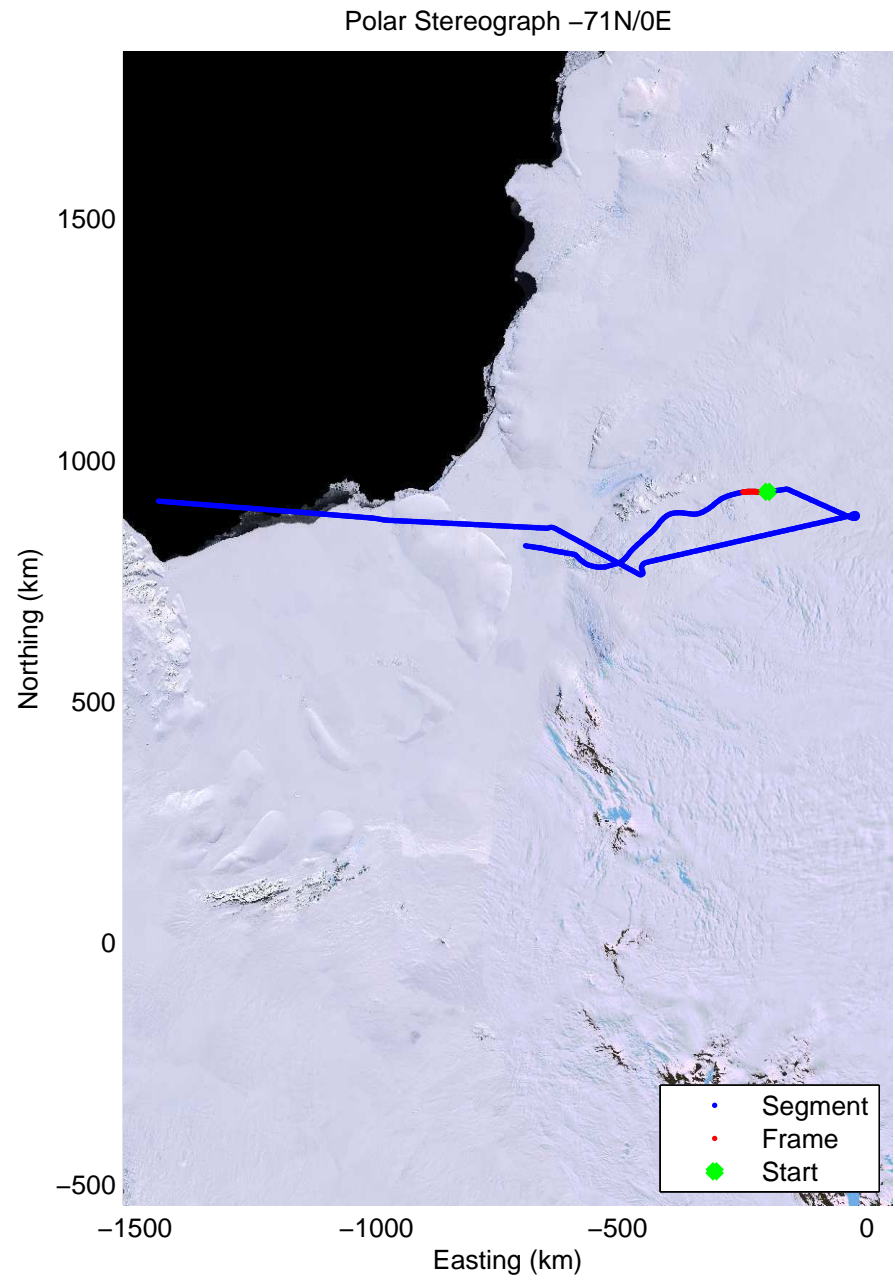 Polar Stereograph −71N/0E
1500
1000
500
0
−500
Northing (km)
−1500
−1000
−500
0
Easting (km)
Segment
Frame
Start